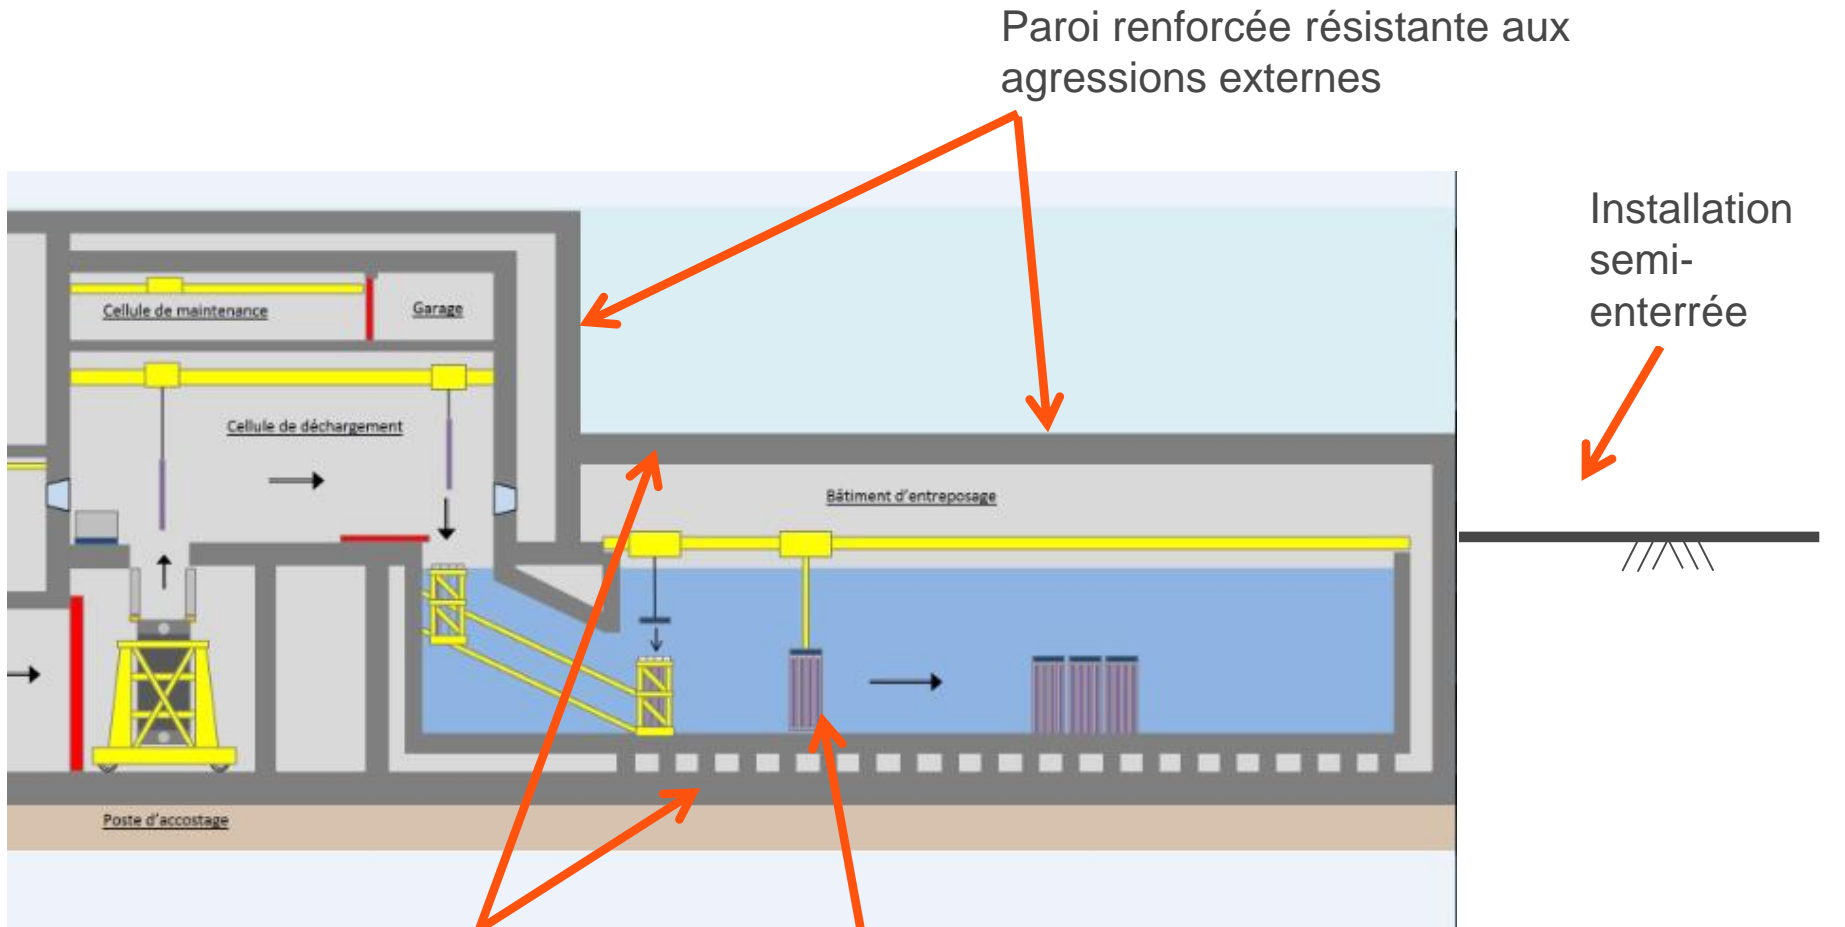 Paroi renforcée résistante aux
agressions externes
Installation
semi-
enterrée
Cellule de maintenance
Garage
Cellule de déchargement
Bâtiment d'entreposage
Poste d'accostage